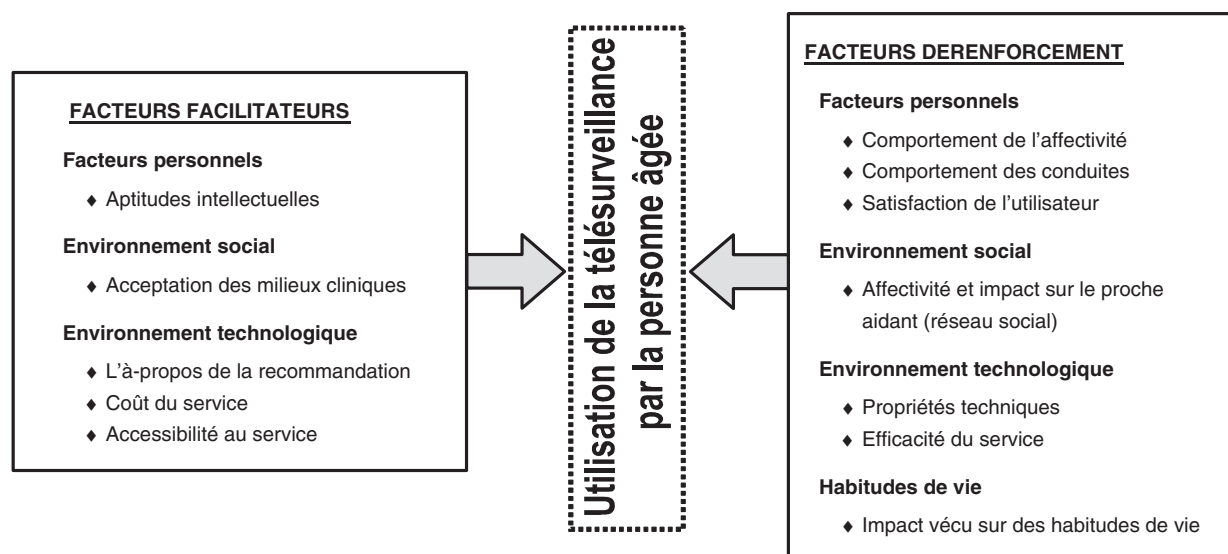 FACTEURS FACILITATEURS
Facteurs personnels
♦ Aptitudes intellectuelles
Environnement social
♦ Acceptation des milieux cliniques
Environnement technologique
♦ L'à-propos de la recommandation
♦ Coût du service
♦ Accessibilité au service
Utilisation de la télésurveillance
par la personne âgée
FACTEURS DERENFORCEMENT
Facteurs personnels
♦ Comportement de l'affectivité
♦ Comportement des conduites
♦ Satisfaction de l'utilisateur
Environnement social
♦ Affectivité et impact sur le proche
aidant (réseau social)
Environnement technologique
♦ Propriétés techniques
♦ Efficacité du service
Habitudes de vie
♦ Impact vécu sur des habitudes de vie